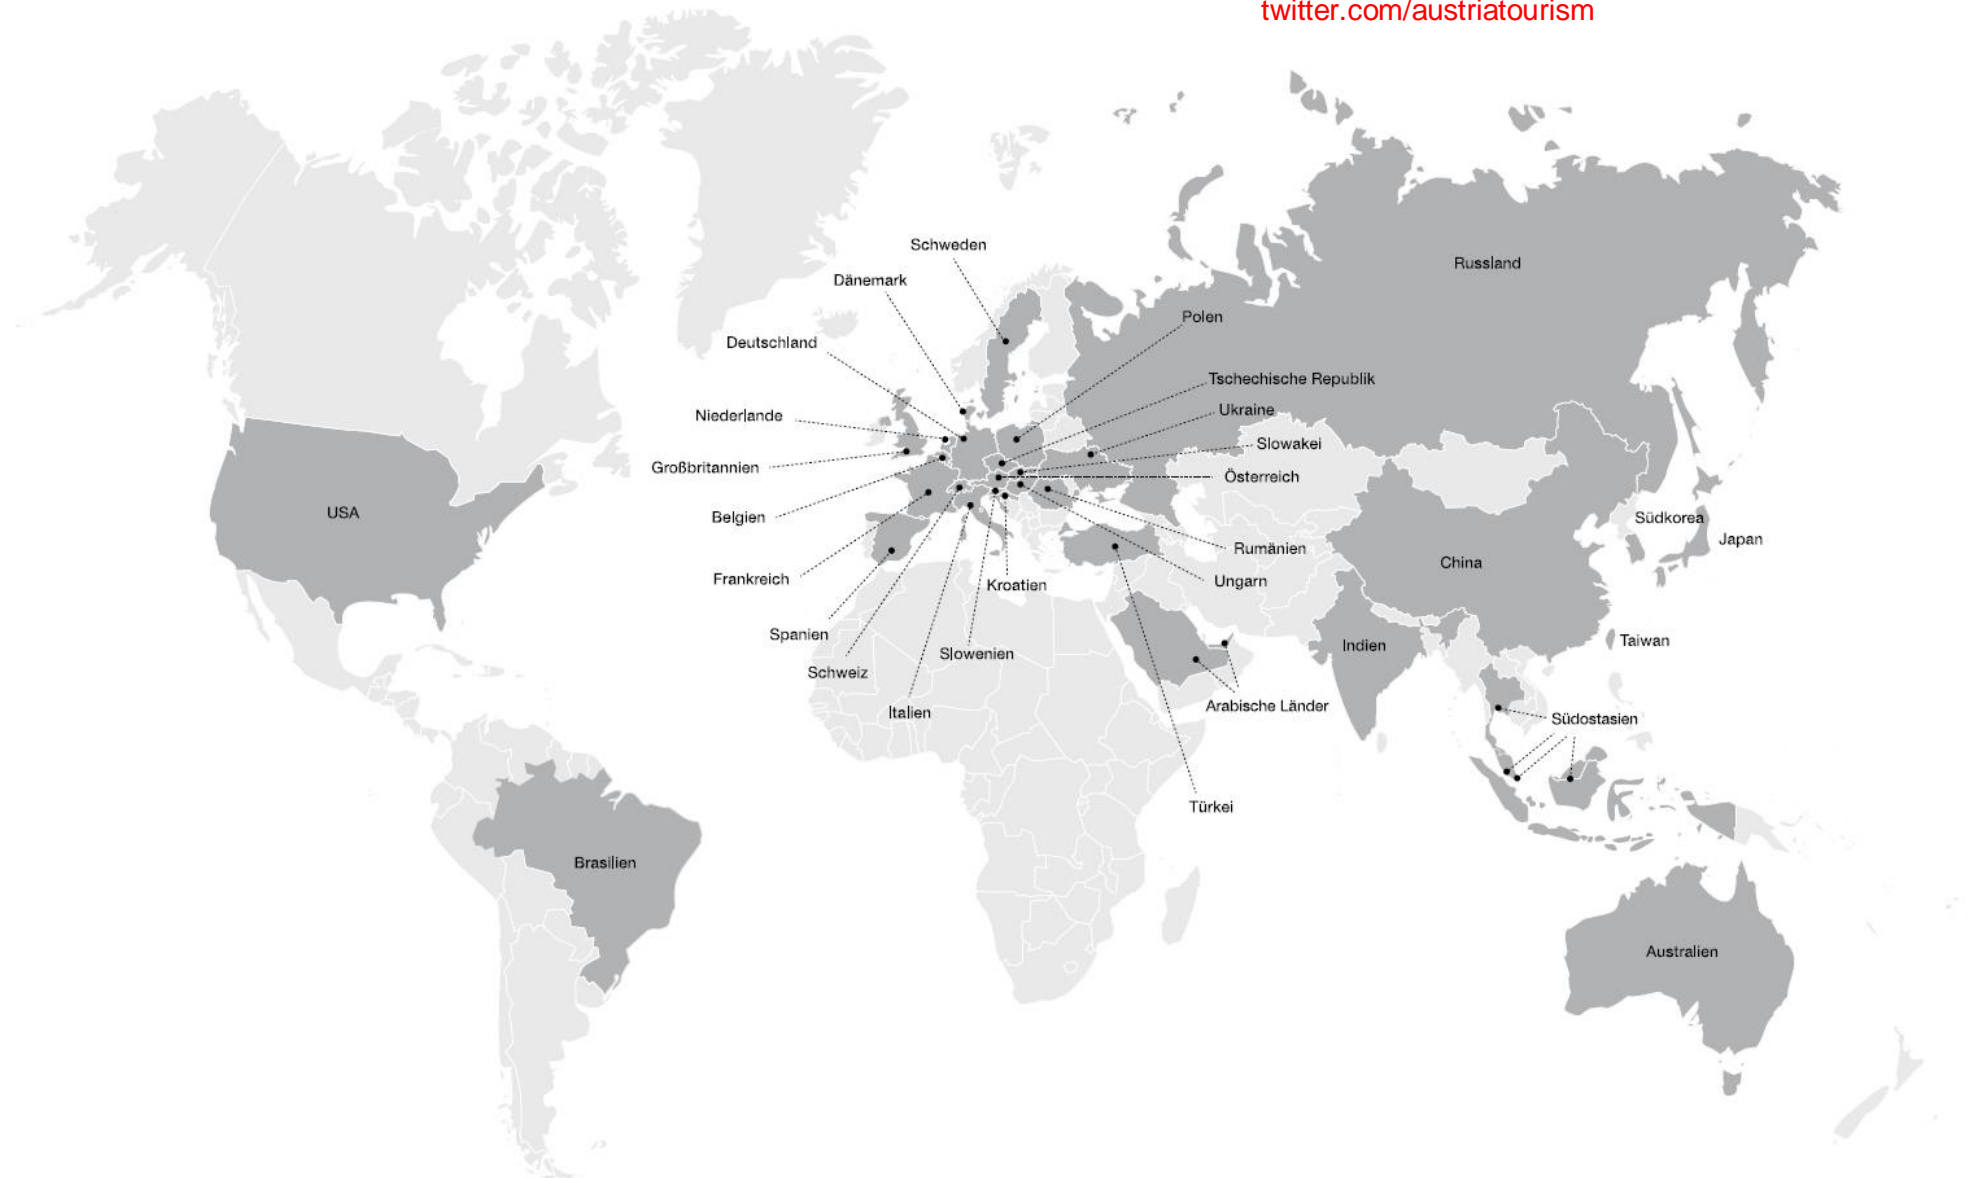 twitter.com/austriatourism
Schweden
Dänemark
Russland
Polen
Deutschland
Tschechische Republik
Niederlande
Ukraine
Slowakei
Großbritannien
Österreich
USA
Belgien
Südkorea
Japan
Rumänien
China
Frankreich
Kroatien
Ungarn
Spanien
Taiwan
Indien
Slowenien
Schweiz
Arabische Länder
Italien
Südostasien
Türkei
Brasilien
Australien